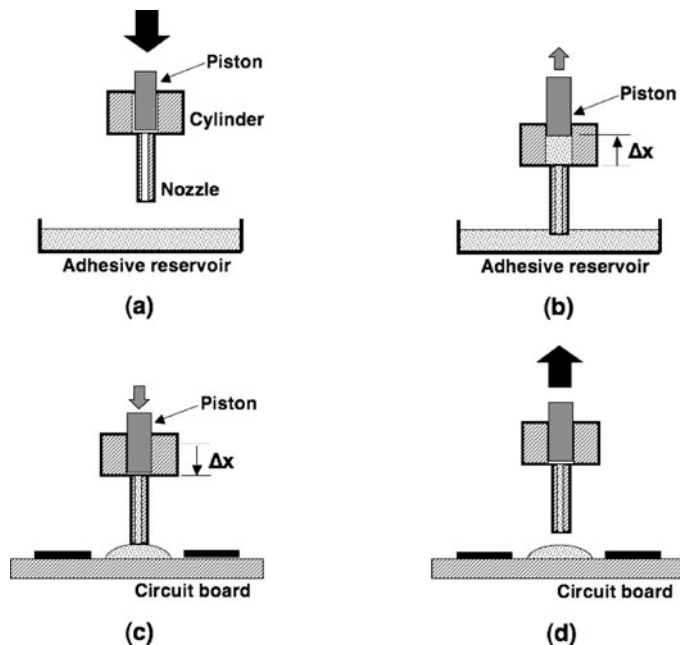 Piston
Cylinder
Nozzle
Adhesive reservoir
(a)
Piston
Δx
Adhesive reservoir
(b)
Piston
Δx
Circuit board
(c)
Circuit board
(d)